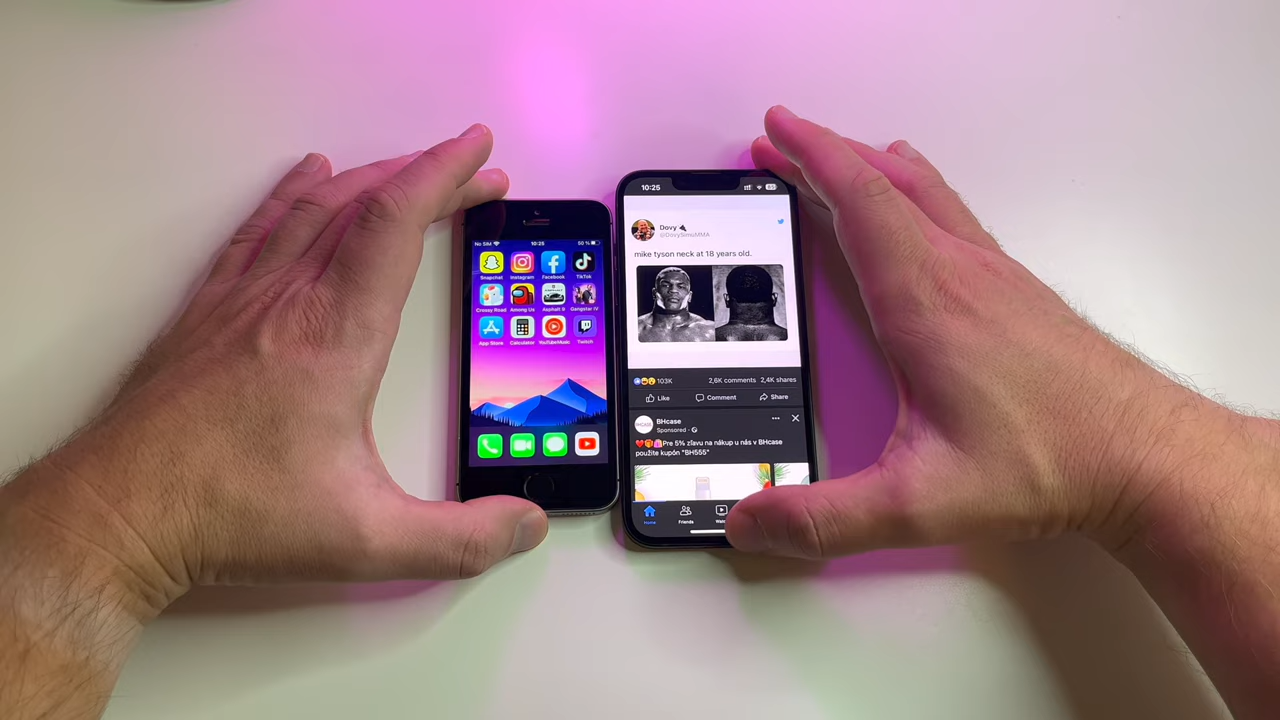 No SIM 10:25 50 %
Snapchat Instagram Facebook TikTok
Crossy Road Among Us Asphalt 8 Gangstar IV
App Store Calculator YouTubeMusic Twitch
10:25
Dovy
@DovySimuMMA
mike tyson neck at 18 years old.
103K 2,6K comments 2,4K shares
Like Comment Share
BHcase
Sponsored ·
Pre 5% zľavu na nákup u nás v BHcase
použite kupón "BH555"
Home Friends